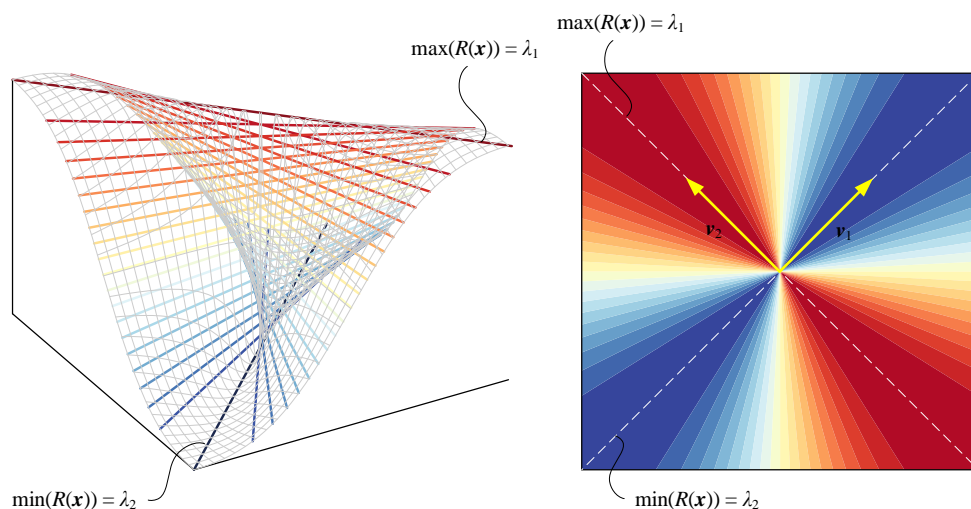 max(R(x)) = λ₁
max(R(x)) = λ₁
v₂
v₁
min(R(x)) = λ₂
min(R(x)) = λ₂